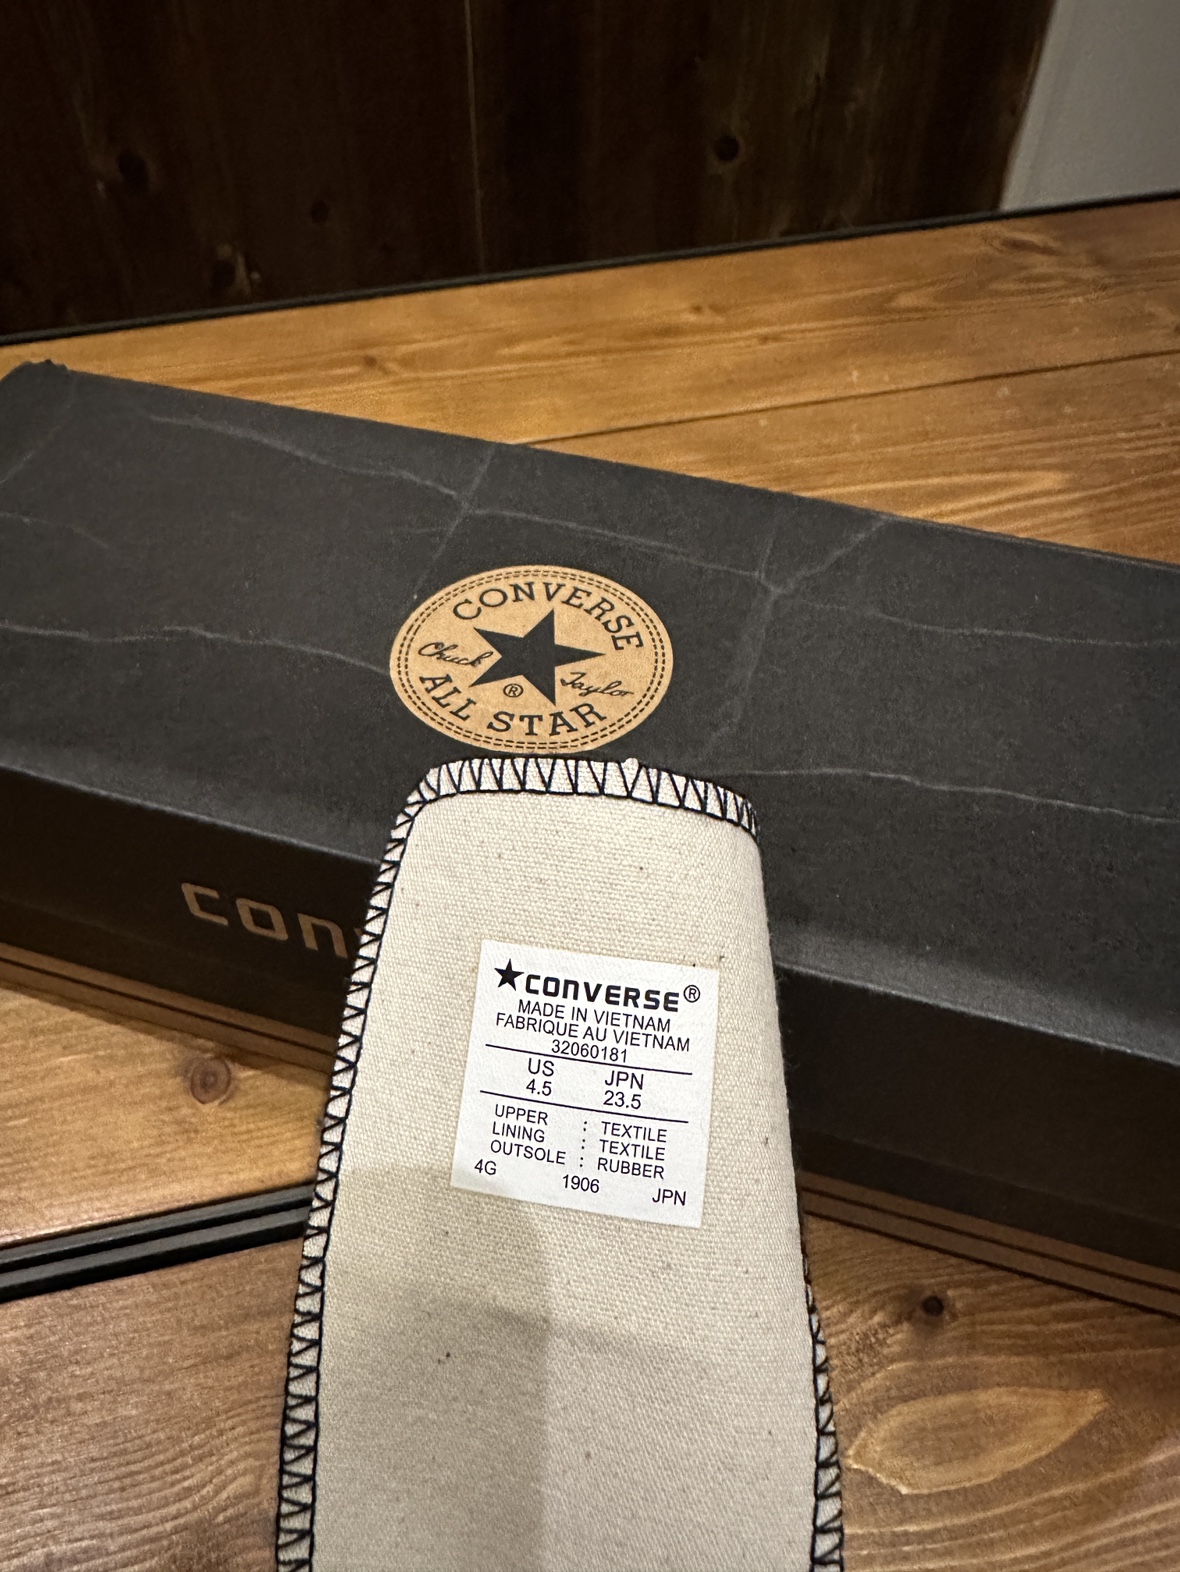 CONVERSE
Chuck Taylor
®
ALL STAR
CONVERSE®
MADE IN VIETNAM
FABRIQUE AU VIETNAM
32060181
US JPN
4.5 23.5
UPPER : TEXTILE
LINING : TEXTILE
OUTSOLE : RUBBER
4G 1906 JPN